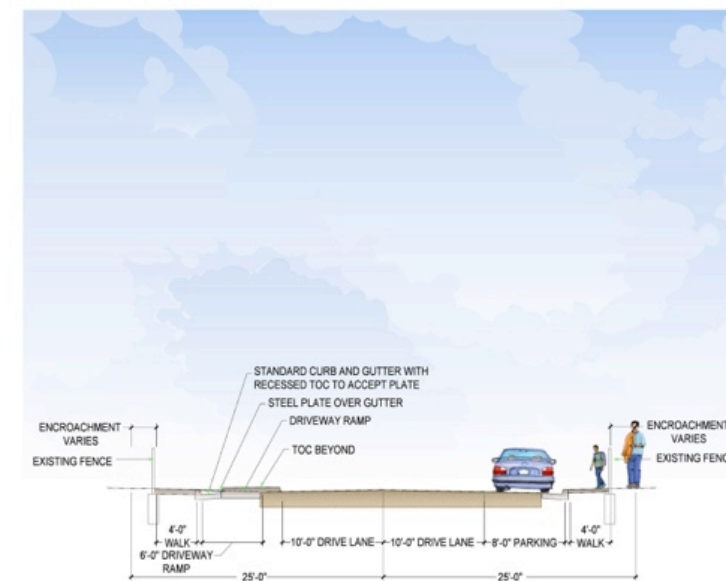 STANDARD CURB AND GUTTER WITH
RECESSED TOC TO ACCEPT PLATE
STEEL PLATE OVER GUTTER
DRIVEWAY RAMP
TOC BEYOND
ENCROACHMENT
VARIES
EXISTING FENCE
ENCROACHMENT
VARIES
EXISTING FENC
4'-0"
WALK
6'-0" DRIVEWAY
RAMP
10'-0" DRIVE LANE
10'-0" DRIVE LANE
8'-0" PARKING
4'-0"
WALK
25'-0"
25'-0"